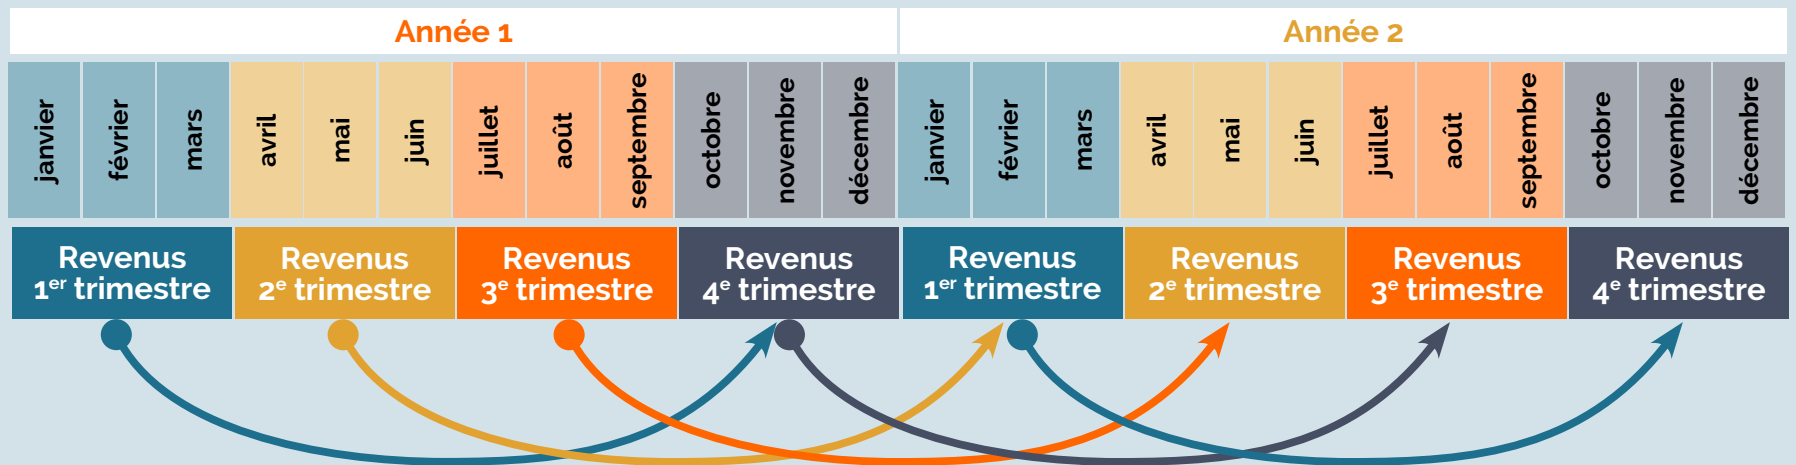 Année 1
Année 2
janvier
février
mars
avril
mai
juin
juillet
août
septembre
octobre
novembre
décembre
janvier
février
mars
avril
mai
juin
juillet
août
septembre
octobre
novembre
décembre
Revenus
1er trimestre
Revenus
2e trimestre
Revenus
3e trimestre
Revenus
4e trimestre
Revenus
1er trimestre
Revenus
2e trimestre
Revenus
3e trimestre
Revenus
4e trimestre